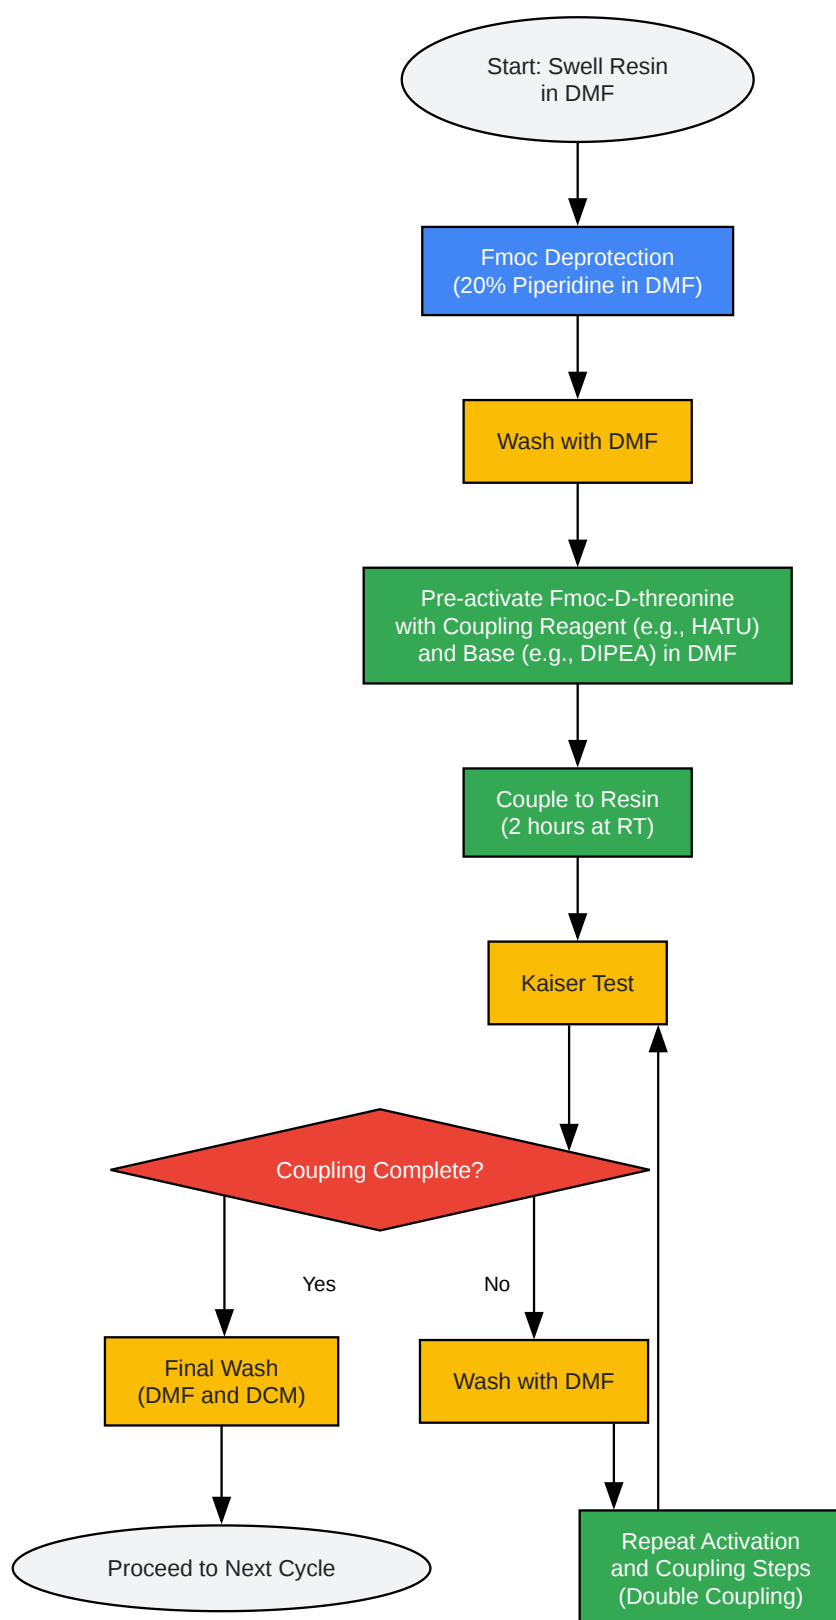 Start: Swell Resin
in DMF
Fmoc Deprotection
(20% Piperidine in DMF)
Wash with DMF
Pre-activate Fmoc-D-threonine
with Coupling Reagent (e.g., HATU)
and Base (e.g., DIPEA) in DMF
Couple to Resin
(2 hours at RT)
Kaiser Test
Coupling Complete?
Yes
No
Final Wash
(DMF and DCM)
Wash with DMF
Proceed to Next Cycle
Repeat Activation
and Coupling Steps
(Double Coupling)